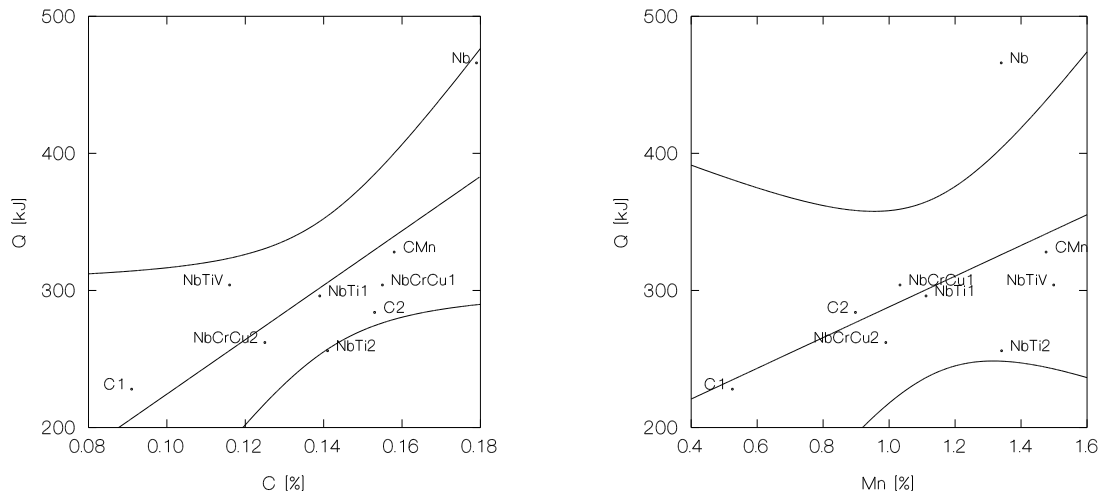 500
400
300
200
Q [kJ]
0.08
0.10
0.12
0.14
0.16
0.18
C [%]
Nb
CMn
NbTiV
NbCrCu1
NbTi1
C2
NbCrCu2
NbTi2
C1
500
400
300
200
Q [kJ]
0.4
0.6
0.8
1.0
1.2
1.4
1.6
Mn [%]
Nb
CMn
NbCrCu1
NbTiV
NbTi1
C2
NbCrCu2
NbTi2
C1